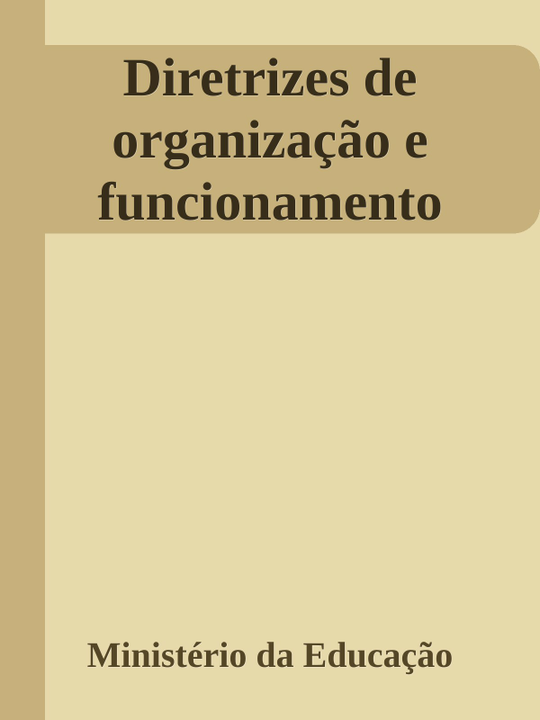 Diretrizes de
organização e
funcionamento
Ministério da Educação